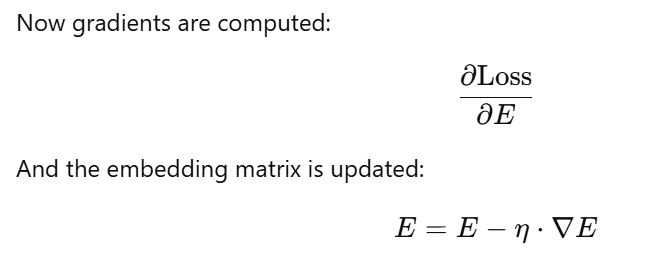 Now gradients are computed:
∂Loss
∂E
And the embedding matrix is updated:
E = E − η · ∇E